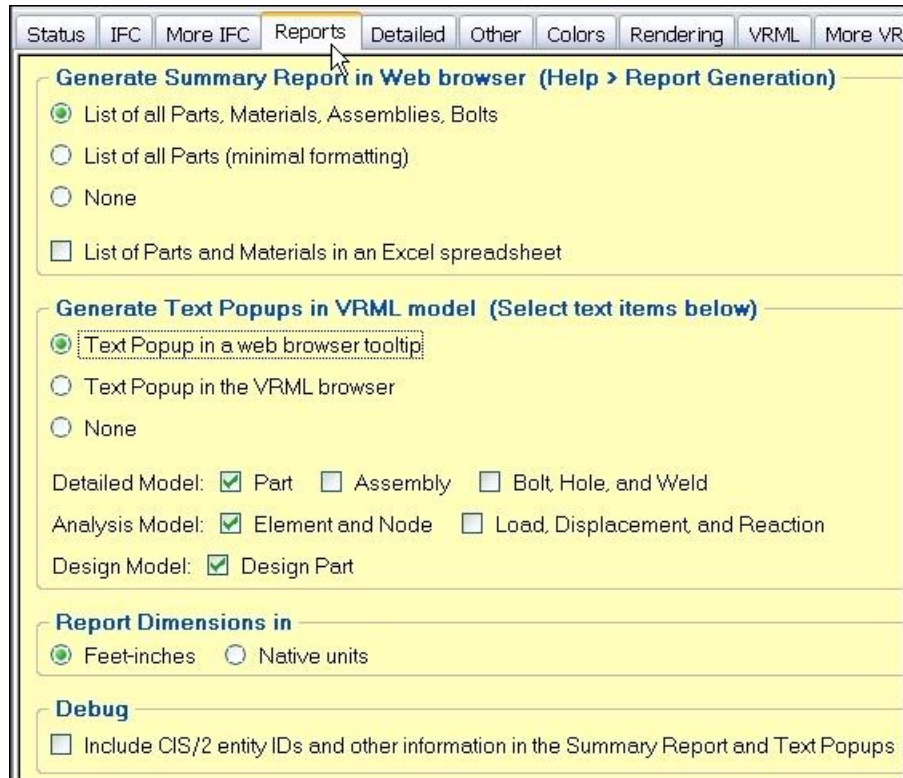 Status IFC More IFC Reports Detailed Other Colors Rendering VRML More VR
Generate Summary Report in Web browser (Help > Report Generation)
List of all Parts, Materials, Assemblies, Bolts
List of all Parts (minimal formatting)
None
List of Parts and Materials in an Excel spreadsheet
Generate Text Popups in VRML model (Select text items below)
Text Popup in a web browser tooltip
Text Popup in the VRML browser
None
Detailed Model: Part Assembly Bolt, Hole, and Weld
Analysis Model: Element and Node Load, Displacement, and Reaction
Design Model: Design Part
Report Dimensions in
Feet-inches Native units
Debug
Include CIS/2 entity IDs and other information in the Summary Report and Text Popups